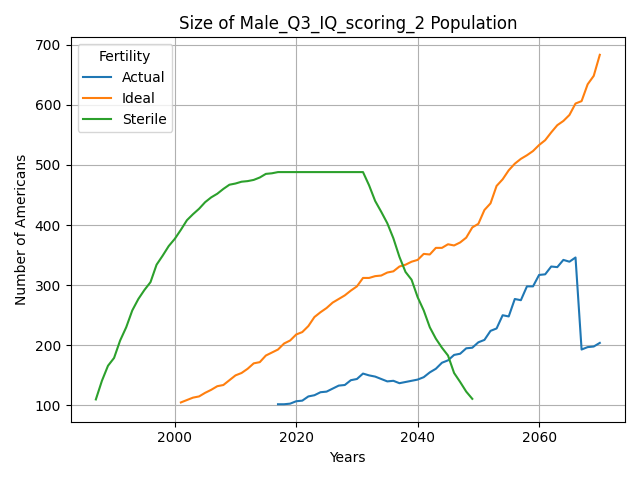 Size of Male_Q3_IQ_scoring_2 Population
Number of Americans
700
600
500
400
300
200
100
Fertility
Actual
Ideal
Sterile
2000
2020
2040
2060
Years